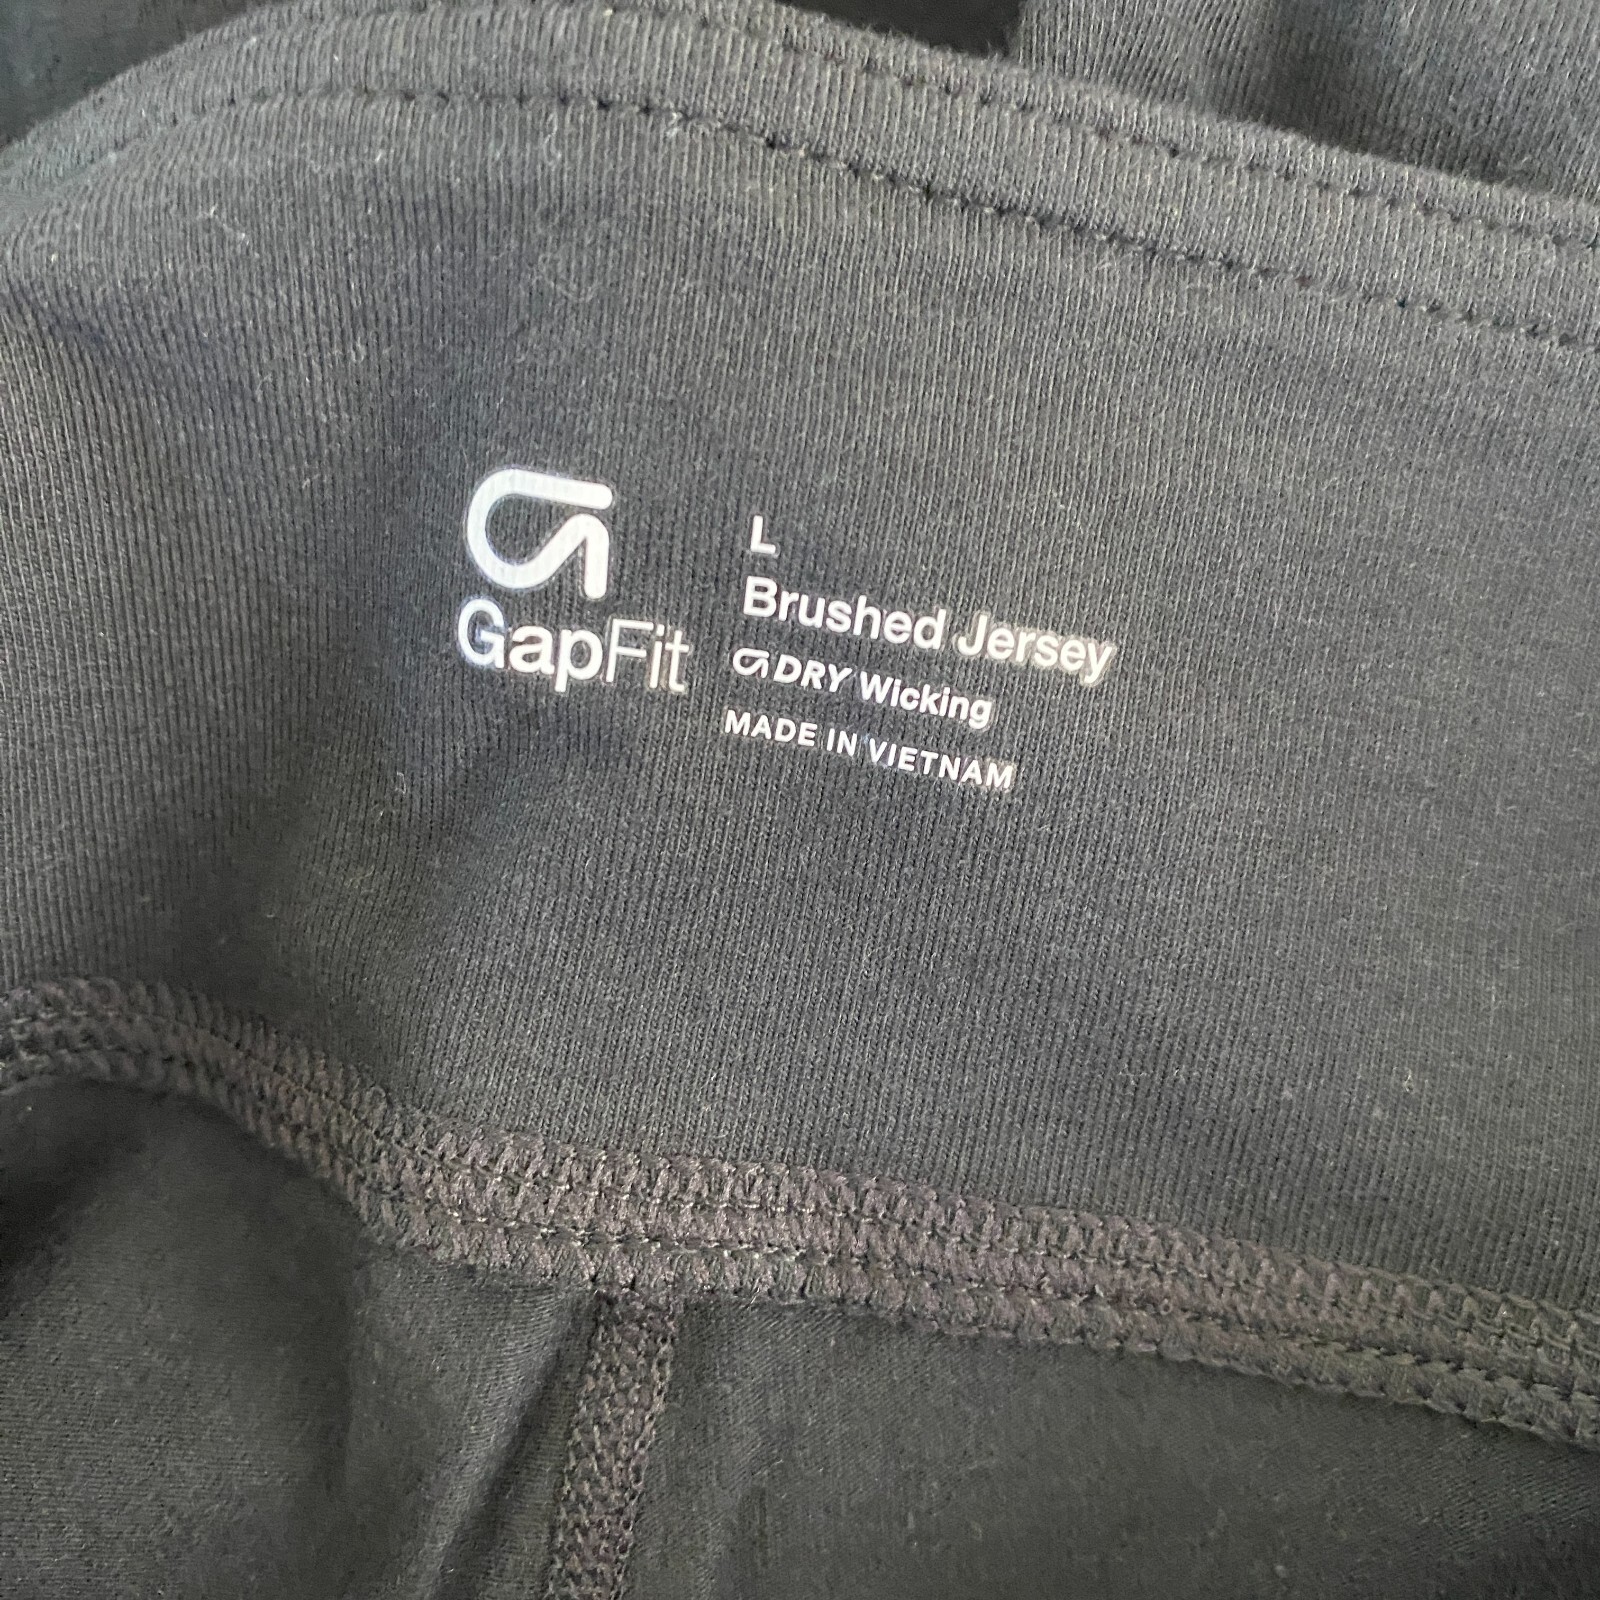 GapFit
L
Brushed Jersey
DRY Wicking
MADE IN VIETNAM